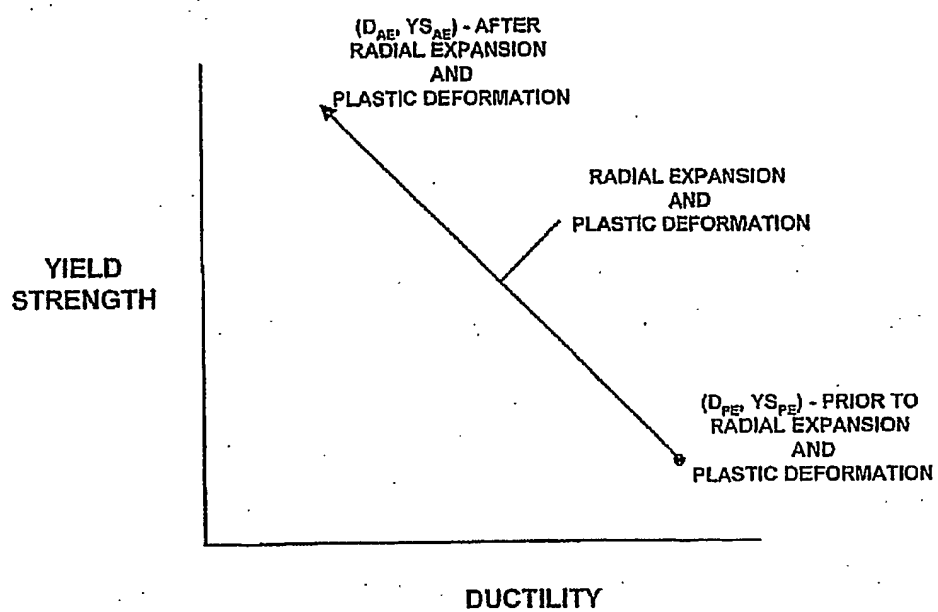 (D_AE, YS_AE) - AFTER
RADIAL EXPANSION
AND
PLASTIC DEFORMATION
RADIAL EXPANSION
AND
PLASTIC DEFORMATION
YIELD
STRENGTH
(D_PE, YS_PE) - PRIOR TO
RADIAL EXPANSION
AND
PLASTIC DEFORMATION
DUCTILITY